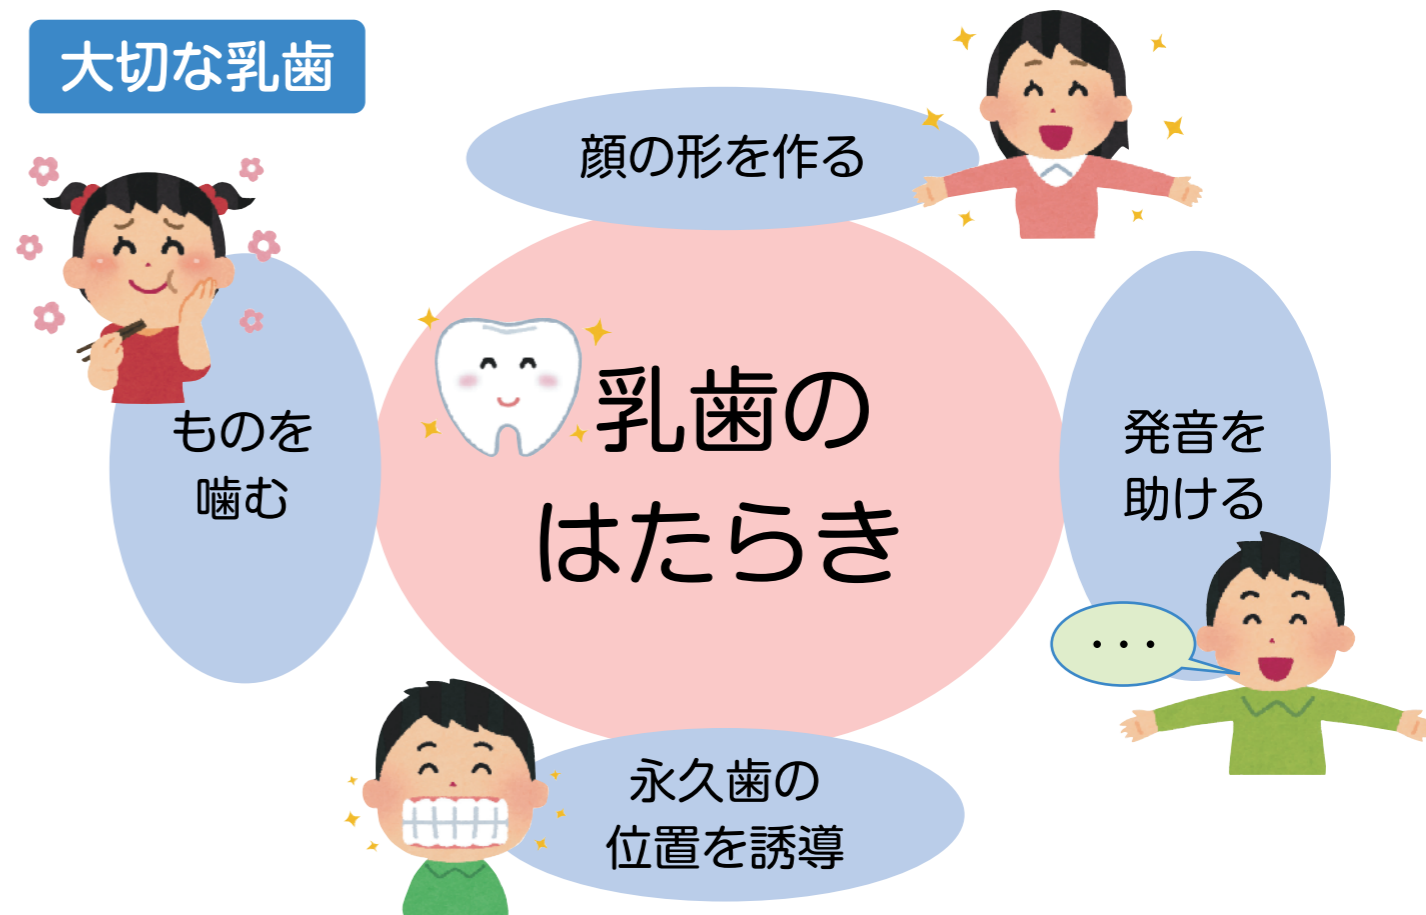 大切な乳歯
顔の形を作る
乳歯の
はたらき
ものを
噛む
発音を
助ける
・・・
永久歯の
位置を誘導